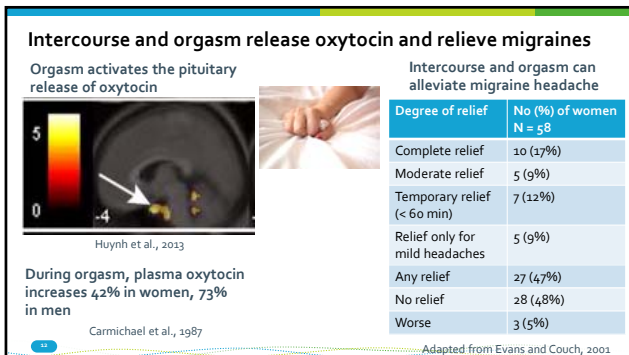 Intercourse and orgasm release oxytocin and relieve migraines
Orgasm activates the pituitary
release of oxytocin
5
0
-4
Huynh et al., 2013
During orgasm, plasma oxytocin
increases 42% in women, 73%
in men
Carmichael et al., 1987
12
Intercourse and orgasm can
alleviate migraine headache
Degree of relief No (%) of women
N = 58
Complete relief 10 (17%)
Moderate relief 5 (9%)
Temporary relief 7 (12%)
(< 60 min)
Relief only for 5 (9%)
mild headaches
Any relief 27 (47%)
No relief 28 (48%)
Worse 3 (5%)
Adapted from Evans and Couch, 2001